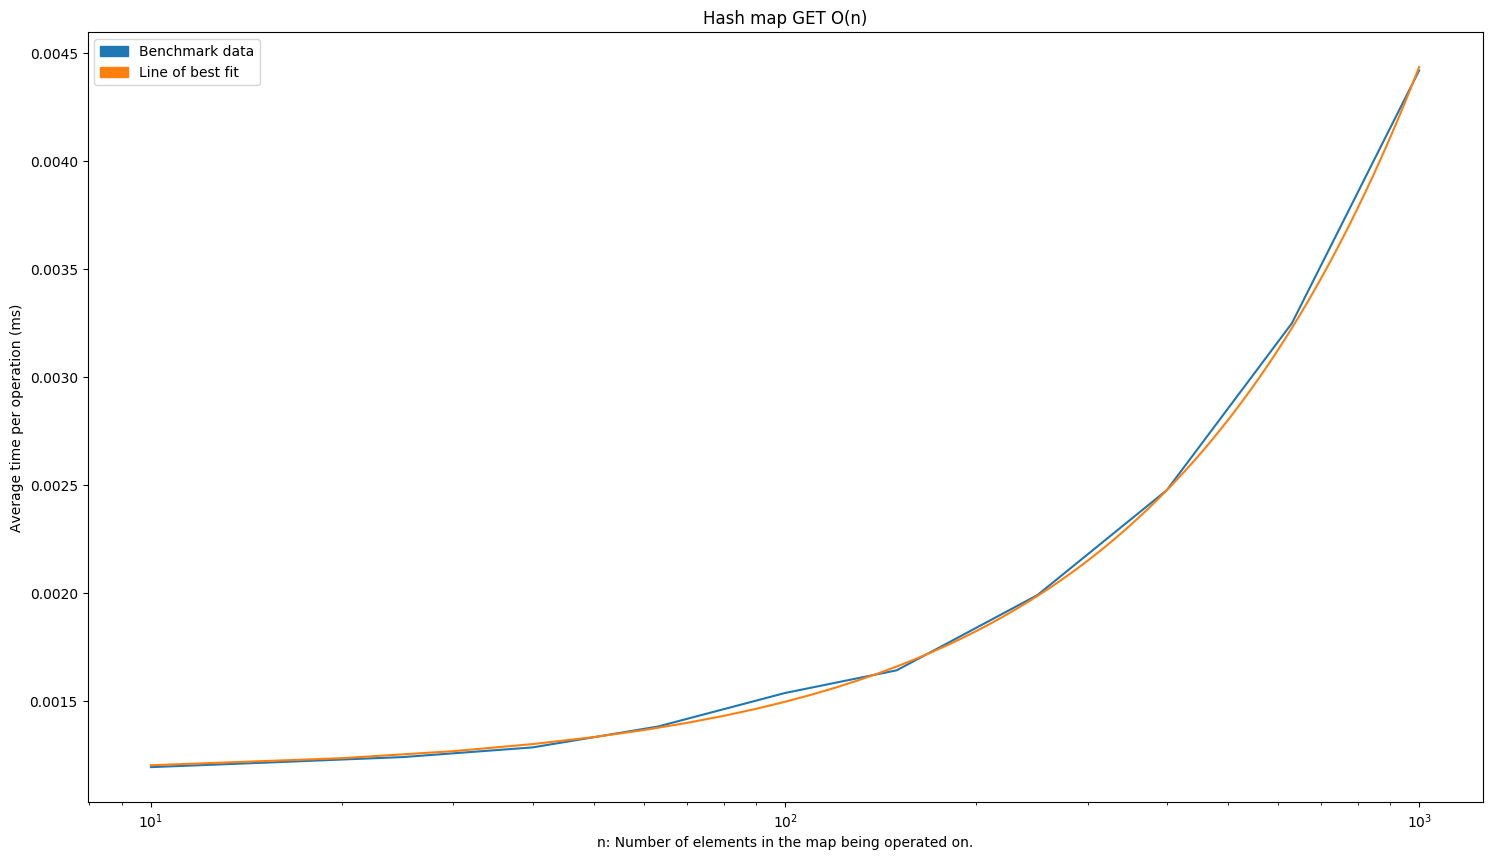 Hash map GET O(n)
Benchmark data
Line of best fit
0.0045
0.0040
0.0035
0.0030
0.0025
0.0020
0.0015
Average time per operation (ms)
10¹ 10² 10³
n: Number of elements in the map being operated on.